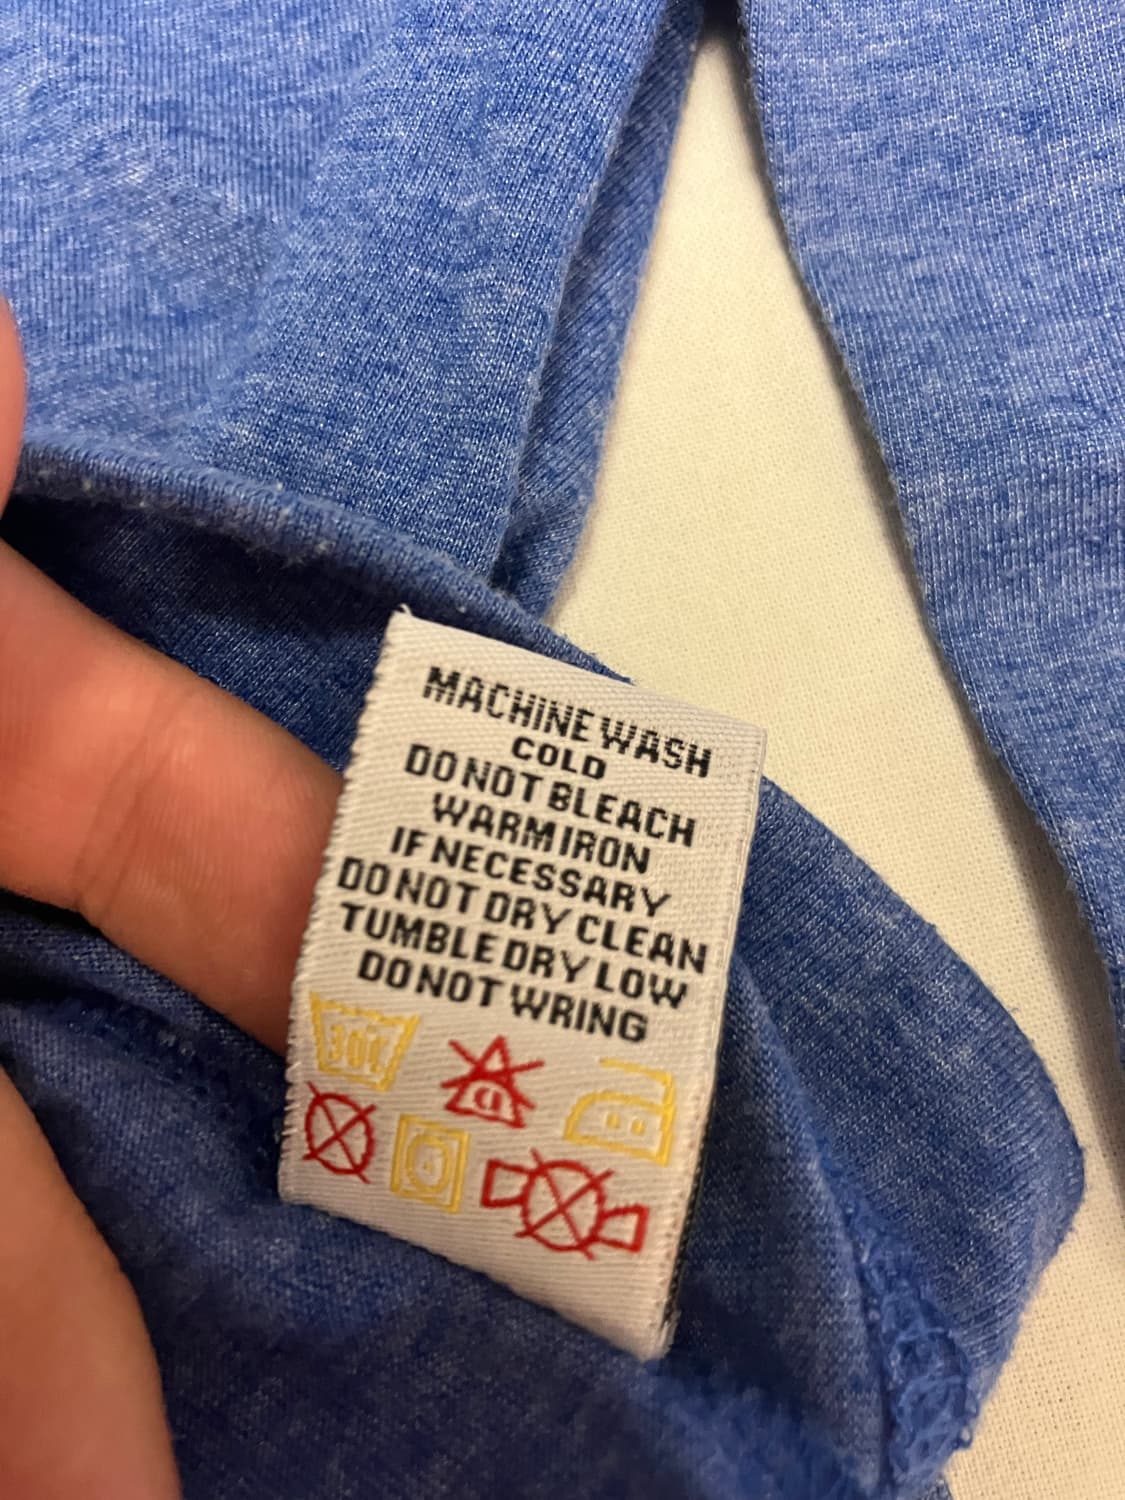 MACHINE WASH
COLD
DO NOT BLEACH
WARM IRON
IF NECESSARY
DO NOT DRY CLEAN
TUMBLE DRY LOW
DO NOT WRING
30C